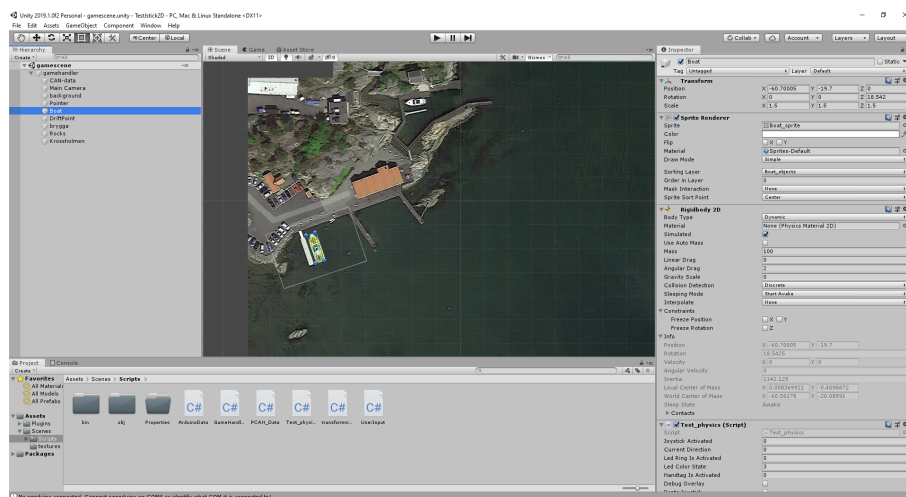 Unity 2019.1.0f2 Personal - gamescene.unity - Testistick2D - PC, Mac & Linux Standalone <DX11>
File Edit Assets GameObject Component Window Help
Center Local
Collab Account Layers Layout
Hierarchy
Create
gamescene
gamehandler
CAN-data
Main Camera
background
Pointer
Boat
DriftPoint
brygga
Rocks
Krossholmen
Scene Game Asset Store
Shaded 2D Gizmos
Inspector
Boat Static
Tag Untagged Layer Default
Transform
Position X -60.70005 Y -19.7 Z 0
Rotation X 0 Y 0 Z 18.542
Scale X 1.5 Y 1.5 Z 1.5
Sprite Renderer
Sprite Boat_sprite
Color
Flip X Y
Material Sprites-Default
Draw Mode Simple
Sorting Layer Boat_objects
Order in Layer 0
Mask Interaction None
Sprite Sort Point Center
Rigidbody 2D
Body Type Dynamic
Material None (Physics Material 2D)
Simulated
Use Auto Mass
Mass 100
Linear Drag 0
Angular Drag 2
Gravity Scale 0
Collision Detection Discrete
Sleeping Mode Start Awake
Interpolate None
Constraints
Freeze Position X Y
Freeze Rotation Z
Info
Position X -60.70005 Y -19.7
Rotation 18.5425
Velocity X 0 Y 0
Angular Velocity 0
Inertia 1142.129
Local Center of Mass X 0.008369921 Y -0.4098472
World Center of Mass X -60.56178 Y -20.08591
Sleep State Awake
Contacts
Test_physics (Script)
Script Test_physics
Joystick Activated 0
Current Direction 0
Led Ring Is Activated 0
Led Color State 3
Handtag Is Activated 0
Debug Overlay
Project Console
Create
Favorites
All Materials
All Models
All Prefabs
Assets
Plugins
Scenes
Scripts
textures
Packages
Assets > Scenes > Scripts >
bin obj Properties ArduinoData GameHandl... PCAN_Data Test_physi... transformor... UserInput